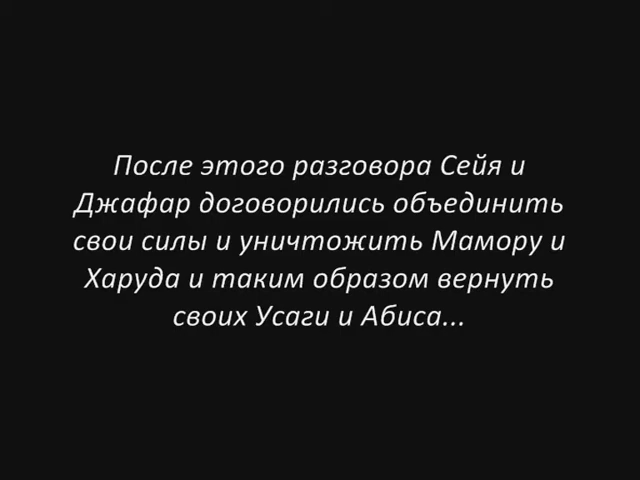 После этого разговора Сейя и
Джафар договорились объединить
свои силы и уничтожить Мамору и
Харуда и таким образом вернуть
своих Усаги и Абиса...